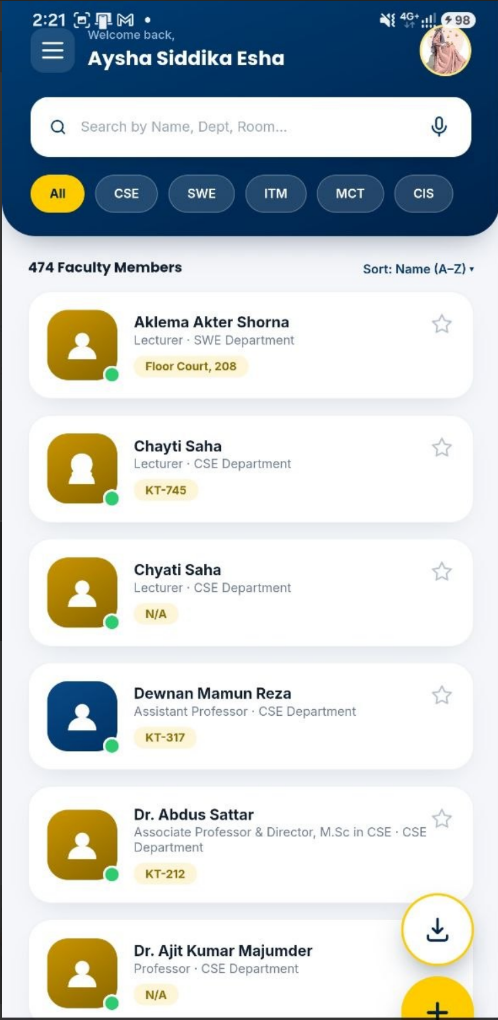 2:21
4G+
98
Welcome back,
Aysha Siddika Esha
Search by Name, Dept, Room...
All CSE SWE ITM MCT CIS
474 Faculty Members
Sort: Name (A–Z)
Aklema Akter Shorna
Lecturer · SWE Department
Floor Court, 208
Chayti Saha
Lecturer · CSE Department
KT-745
Chyati Saha
Lecturer · CSE Department
N/A
Dewnan Mamun Reza
Assistant Professor · CSE Department
KT-317
Dr. Abdus Sattar
Associate Professor & Director, M.Sc in CSE · CSE
Department
KT-212
Dr. Ajit Kumar Majumder
Professor · CSE Department
N/A